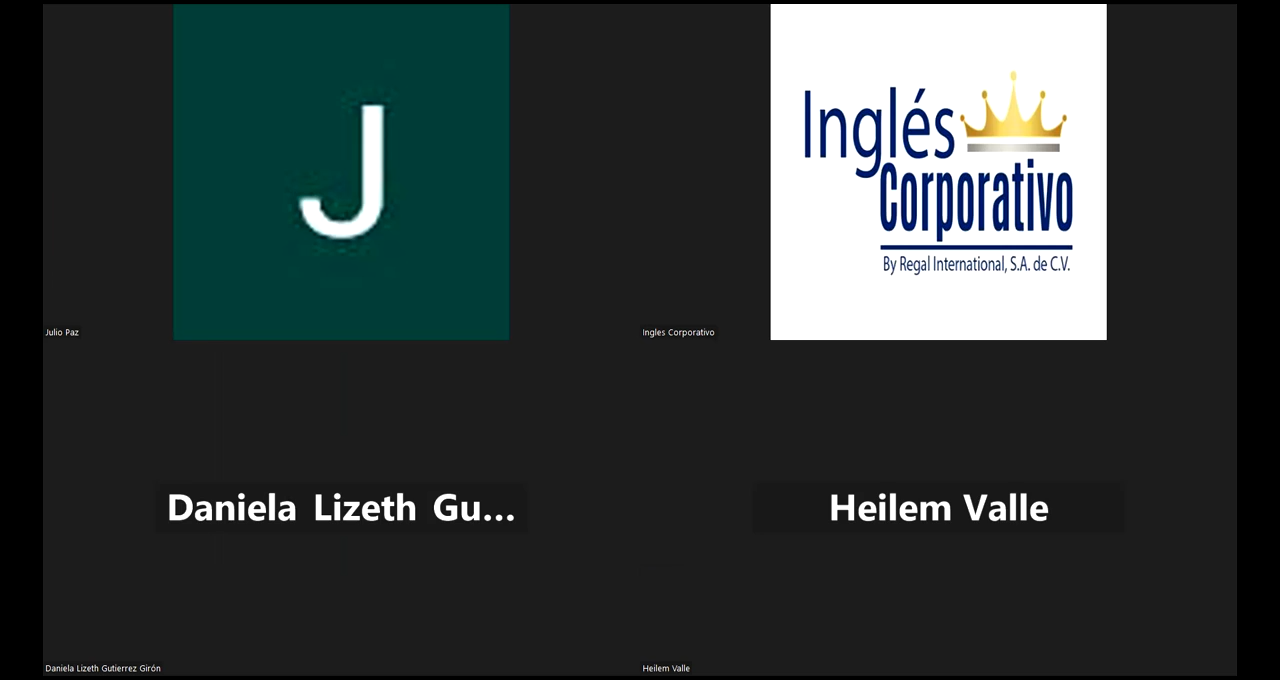 J
Inglés
Corporativo
By Regal International, S.A. de C.V.
Julio Paz
Ingles Corporativo
Daniela Lizeth Gu...
Heilem Valle
Daniela Lizeth Gutierrez Girón
Heilem Valle